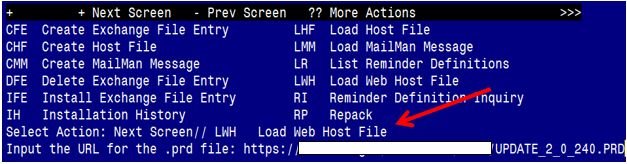 + + Next Screen - Prev Screen ?? More Actions >>>
CFE Create Exchange File Entry LHF Load Host File
CHF Create Host File LMM Load MailMan Message
CMM Create MailMan Message LR List Reminder Definitions
DFE Delete Exchange File Entry LWH Load Web Host File
IFE Install Exchange File Entry RI Reminder Definition Inquiry
IH Installation History RP Repack
Select Action: Next Screen// LWH Load Web Host File
Input the URL for the .prd file: https:/ /UPDATE_2_0_240.PRD